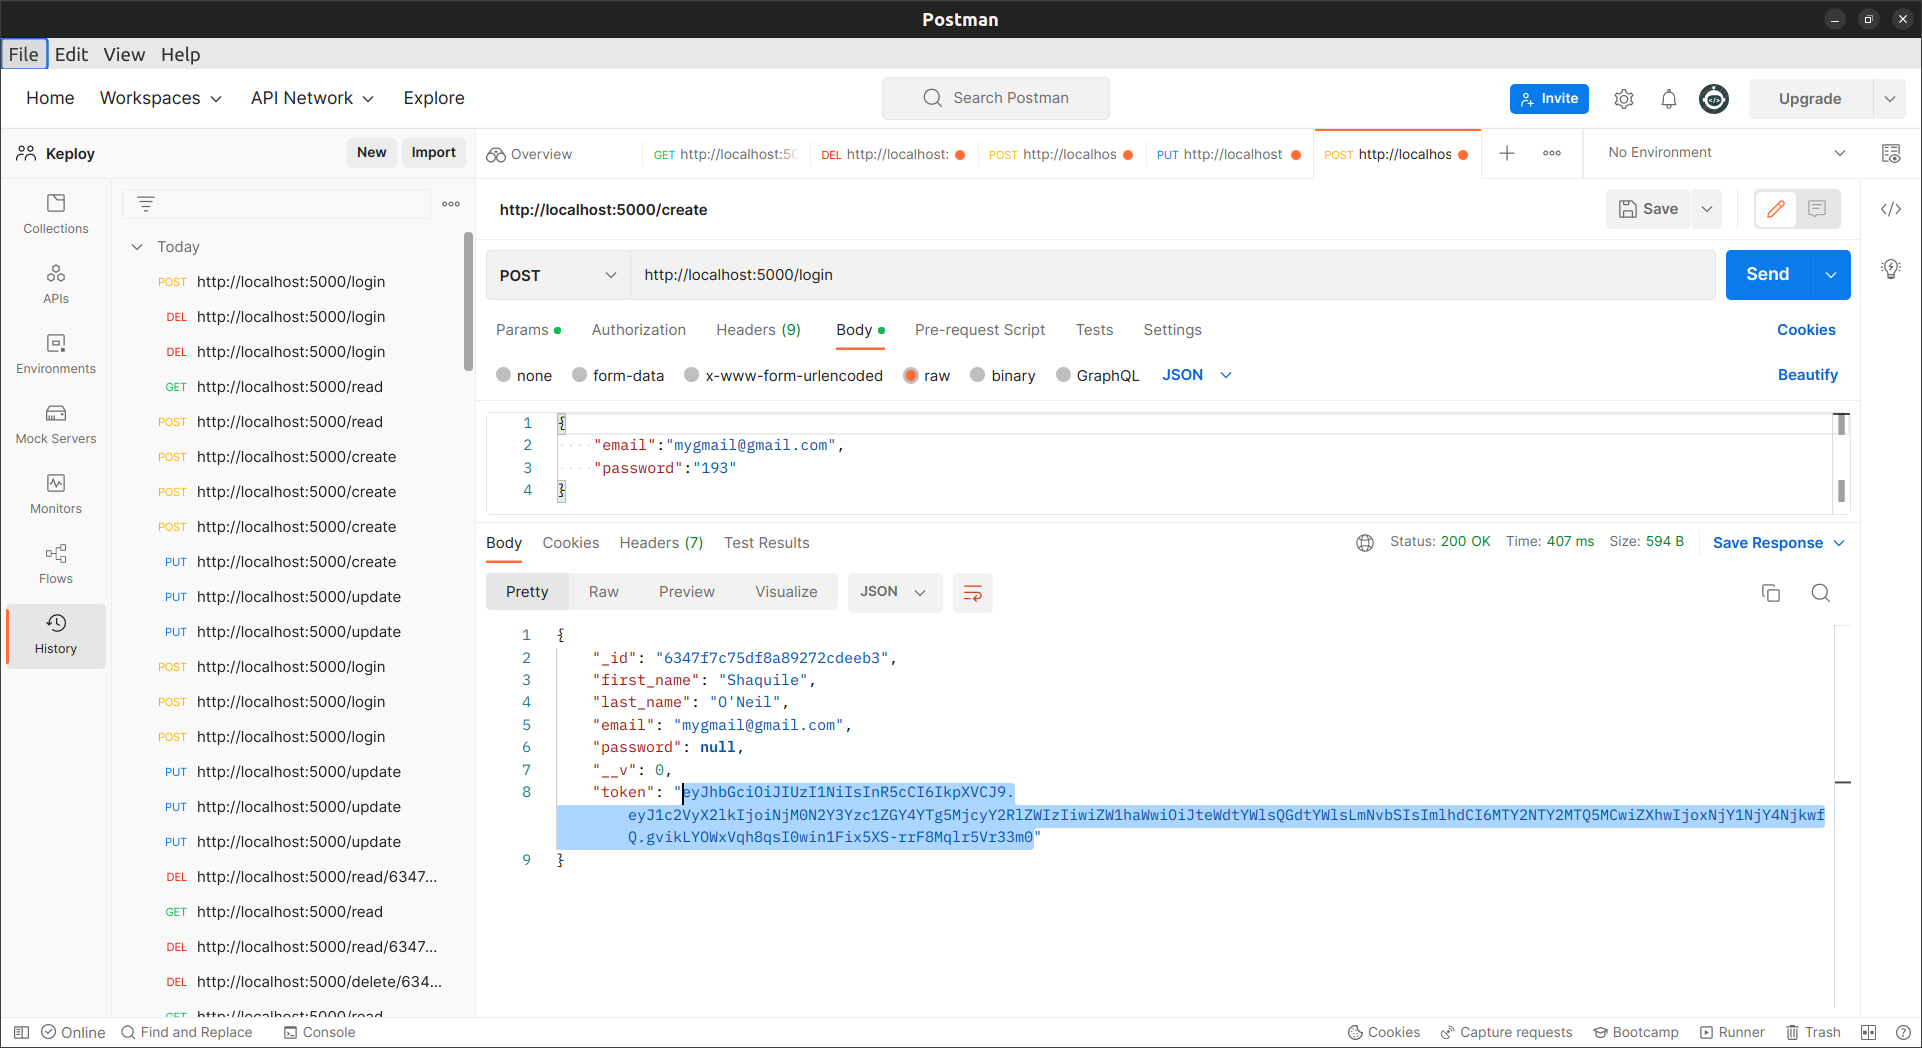 Postman
File Edit View Help
Home Workspaces API Network Explore Search Postman Invite Upgrade
Keploy New Import
Overview GET http://localhost:50 DEL http://localhost: POST http://localhos PUT http://localhost POST http://localhos No Environment
Collections
APIs
Environments
Mock Servers
Monitors
Flows
History
Today
POST http://localhost:5000/login
DEL http://localhost:5000/login
DEL http://localhost:5000/login
GET http://localhost:5000/read
POST http://localhost:5000/read
POST http://localhost:5000/create
POST http://localhost:5000/create
POST http://localhost:5000/create
PUT http://localhost:5000/create
PUT http://localhost:5000/update
PUT http://localhost:5000/update
POST http://localhost:5000/login
POST http://localhost:5000/login
POST http://localhost:5000/login
PUT http://localhost:5000/update
PUT http://localhost:5000/update
PUT http://localhost:5000/update
DEL http://localhost:5000/read/6347...
GET http://localhost:5000/read
DEL http://localhost:5000/read/6347...
DEL http://localhost:5000/delete/634...
GET http://localhost:5000/read
http://localhost:5000/create Save
POST http://localhost:5000/login Send
Params Authorization Headers (9) Body Pre-request Script Tests Settings Cookies
none form-data x-www-form-urlencoded raw binary GraphQL JSON Beautify
1 {
2 "email":"mygmail@gmail.com",
3 "password":"193"
4 }
Body Cookies Headers (7) Test Results Status: 200 OK Time: 407 ms Size: 594 B Save Response
Pretty Raw Preview Visualize JSON
1 {
2 "_id": "6347f7c75df8a89272cdeeb3",
3 "first_name": "Shaquile",
4 "last_name": "O'Neil",
5 "email": "mygmail@gmail.com",
6 "password": null,
7 "__v": 0,
8 "token": "eyJhbGciOiJIUzI1NiIsInR5cCI6IkpXVCJ9.
eyJ1c2VyX2lkIjoiNjM0N2Y3Yzc1ZGY4YTg5MjcyY2RlZWIzIiwiZW1haWwiOiJteWdtYWlsQGdtYWlsLmNvbSIsImlhdCI6MTY2NTY2MTQ5MCwiZXhwIjoxNjY1NjY4Njkwf
Q.gvikLYOWxVqh8qsI0win1Fix5XS-rrF8Mqlr5Vr33m0"
9 }
Online Find and Replace Console Cookies Capture requests Bootcamp Runner Trash